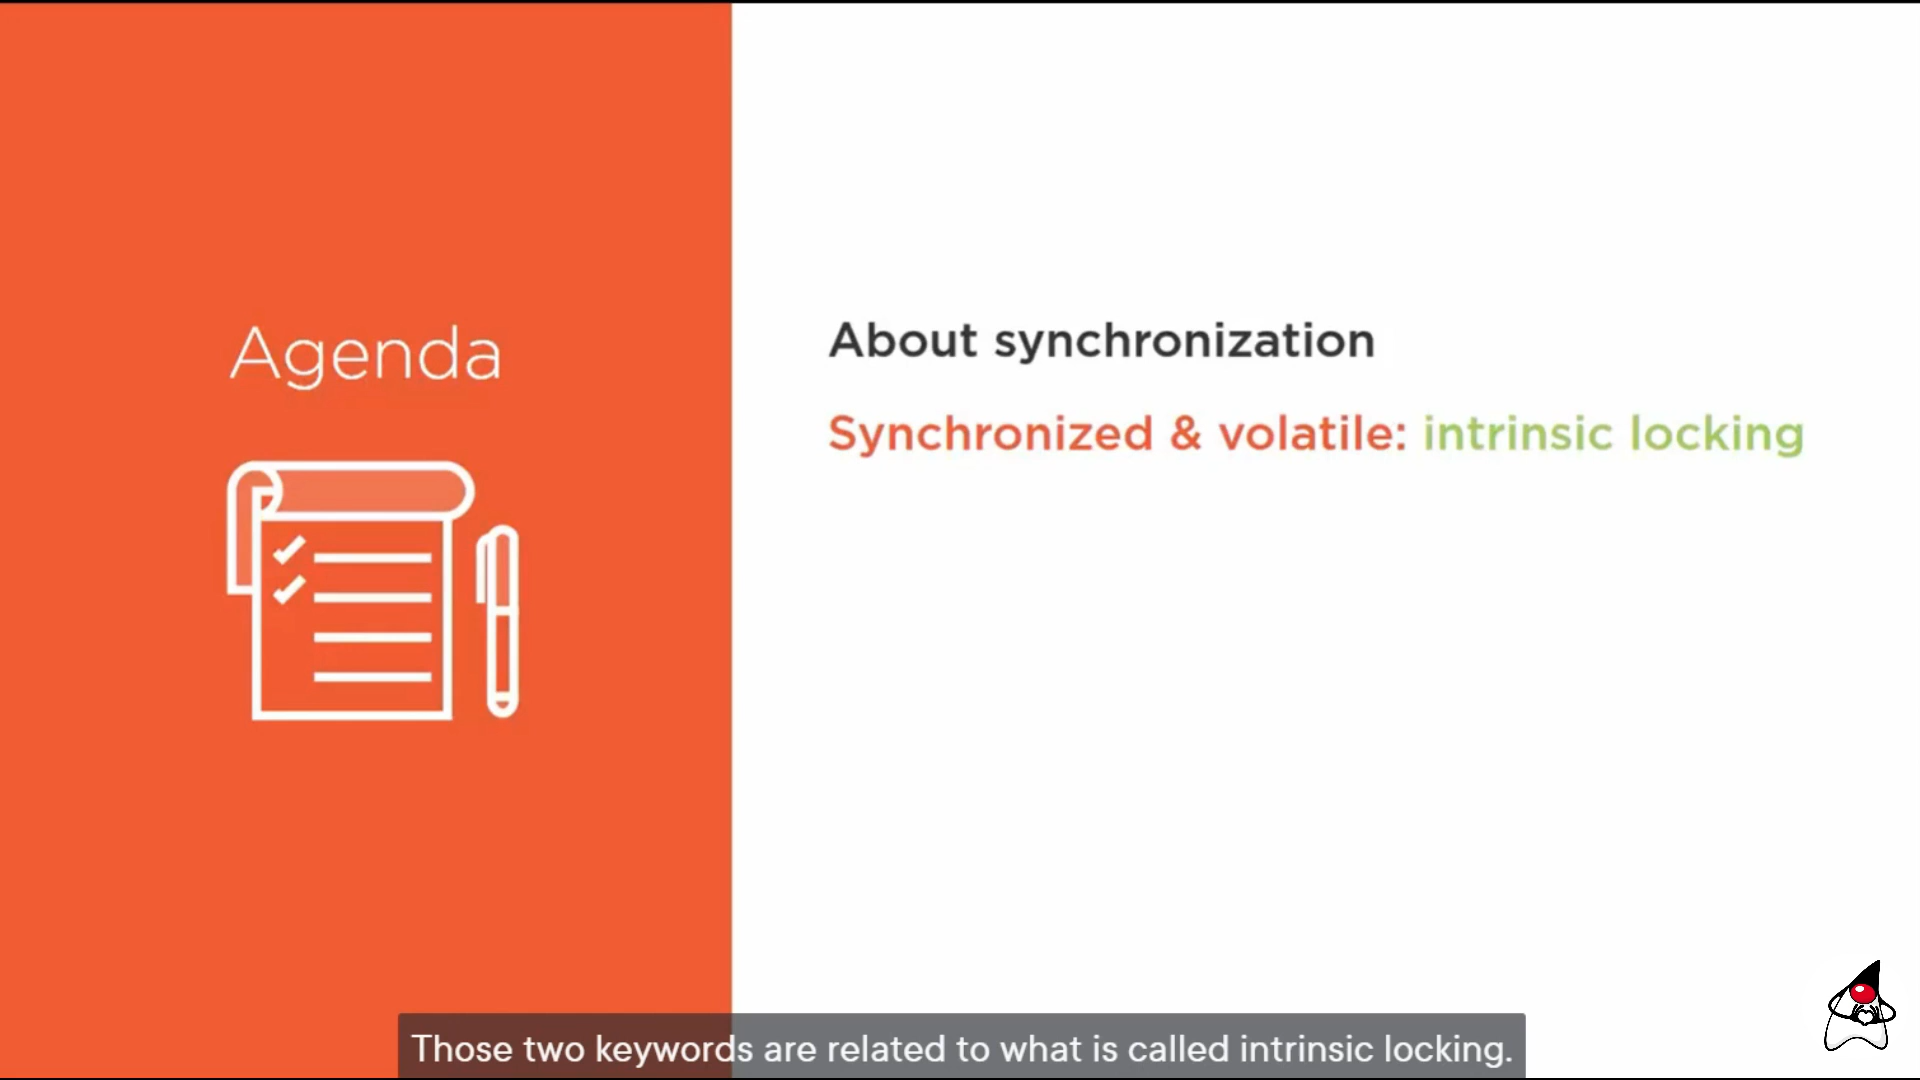 Agenda
About synchronization
Synchronized & volatile: intrinsic locking
Those two keywords are related to what is called intrinsic locking.